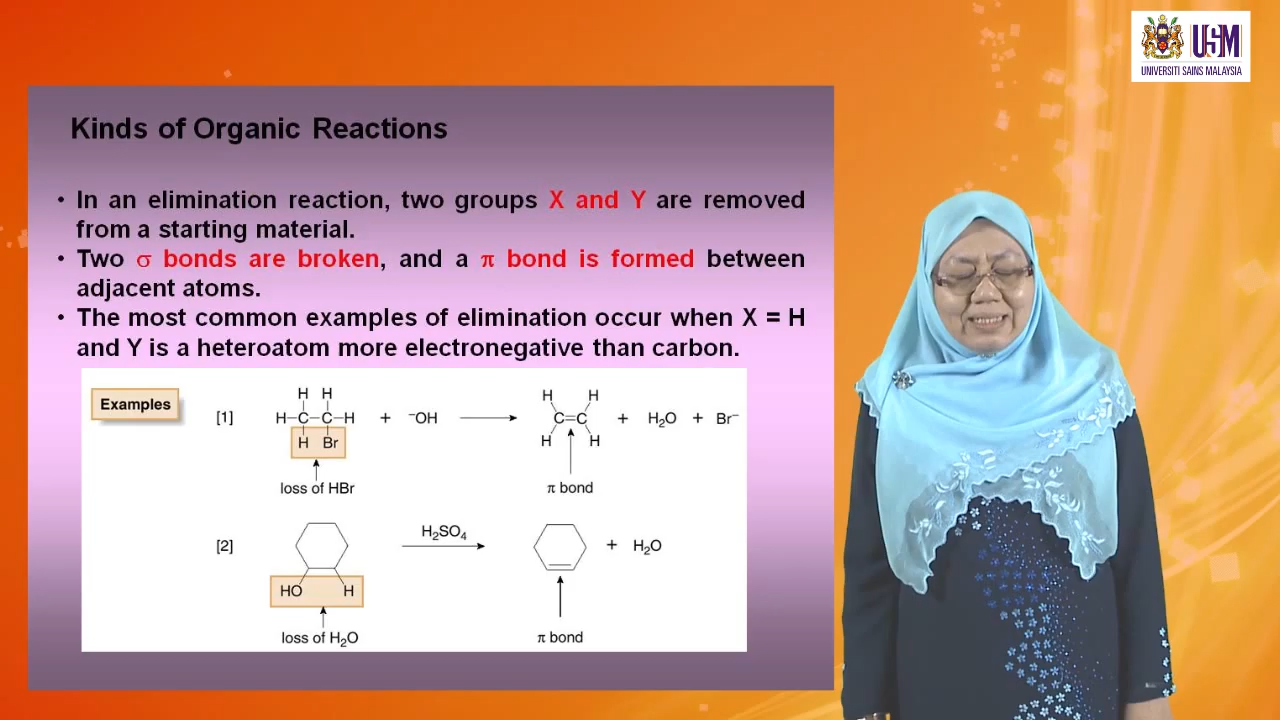 USM
UNIVERSITI SAINS MALAYSIA
Kinds of Organic Reactions
• In an elimination reaction, two groups X and Y are removed
from a starting material.
• Two σ bonds are broken, and a π bond is formed between
adjacent atoms.
• The most common examples of elimination occur when X = H
and Y is a heteroatom more electronegative than carbon.
Examples
[1]
H H
H–C–C–H + ⁻OH
H Br
loss of HBr
H H
C=C + H₂O + Br⁻
H H
π bond
[2]
HO H
loss of H₂O
H₂SO₄
+ H₂O
π bond